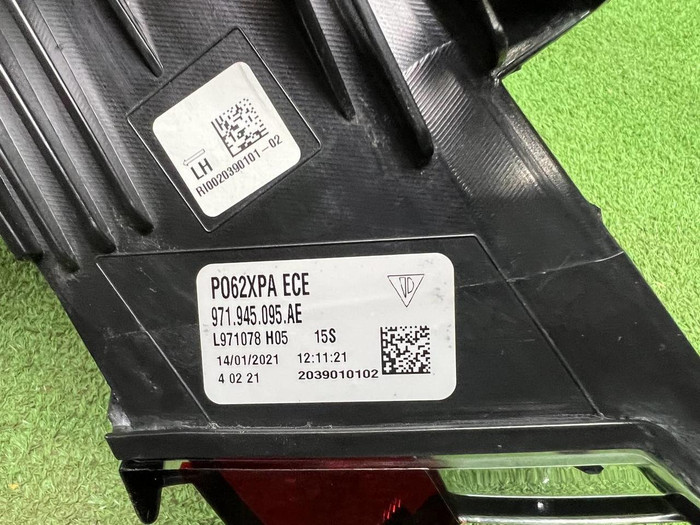 LH
RI0020390101-02
PO62XPA ECE
971.945.095.AE
L971078 H05 15S
14/01/2021 12:11:21
4 02 21 2039010102